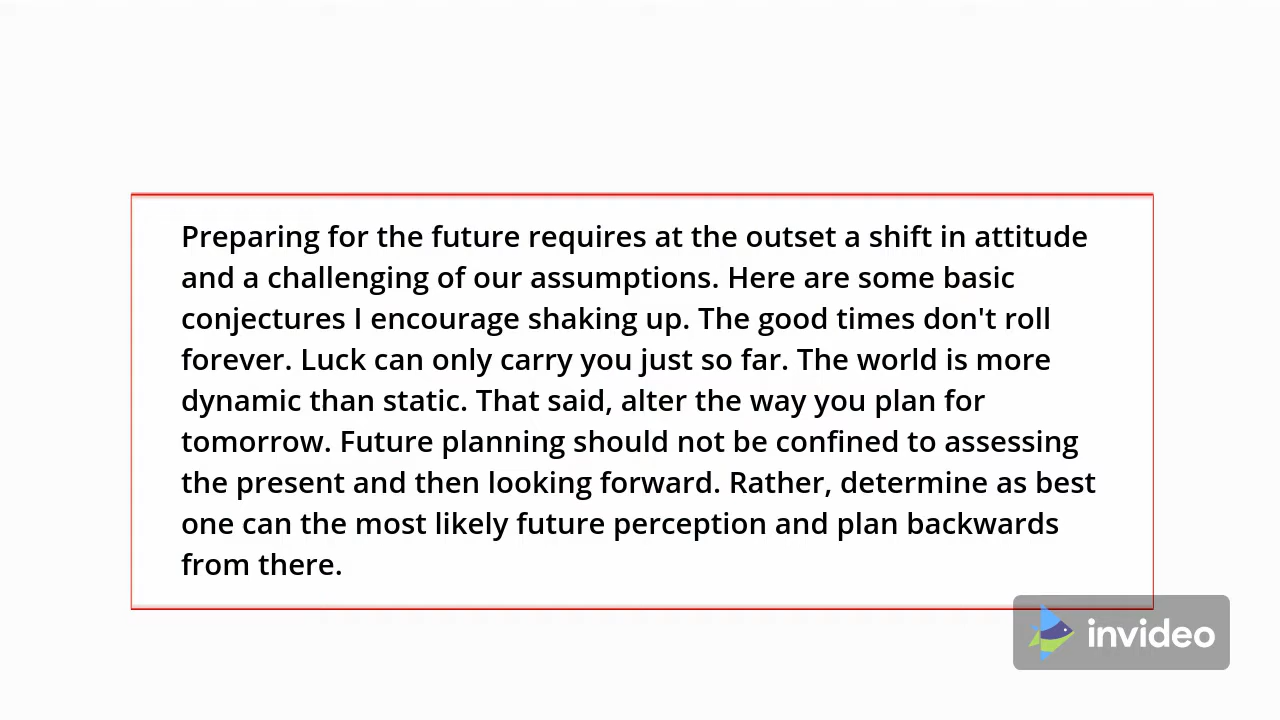 Preparing for the future requires at the outset a shift in attitude
and a challenging of our assumptions. Here are some basic
conjectures I encourage shaking up. The good times don't roll
forever. Luck can only carry you just so far. The world is more
dynamic than static. That said, alter the way you plan for
tomorrow. Future planning should not be confined to assessing
the present and then looking forward. Rather, determine as best
one can the most likely future perception and plan backwards
from there.
invideo